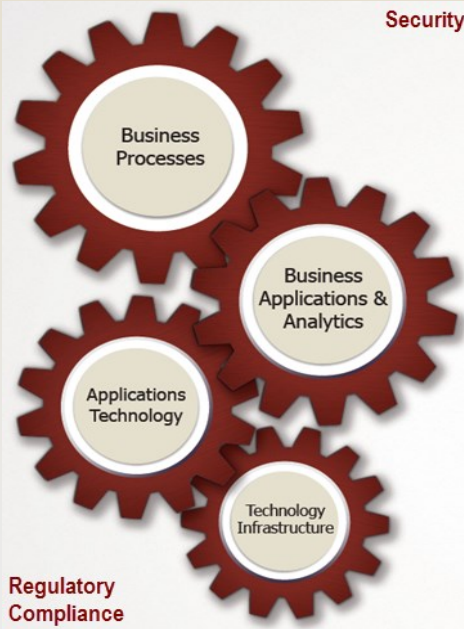 Security
Business
Processes
Business
Applications &
Analytics
Applications
Technology
Technology
Infrastructure
Regulatory
Compliance